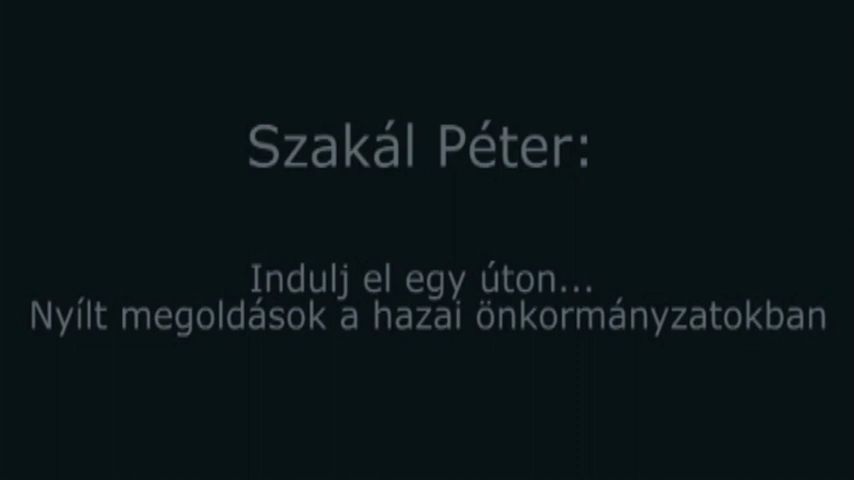 Szakál Péter:
Indulj el egy úton...
Nyílt megoldások a hazai önkormányzatokban